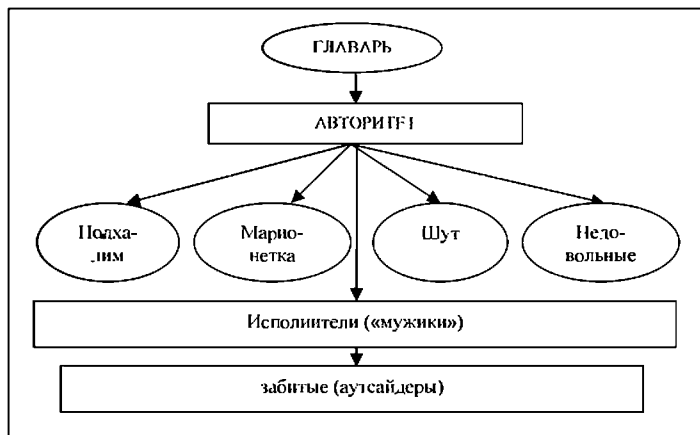 ГЛАВАРЬ
АВТОРИТЕТ
Подха-
лим
Марио-
нетка
Шут
Недо-
вольные
Исполнители («мужики»)
забитые (аутсайдеры)